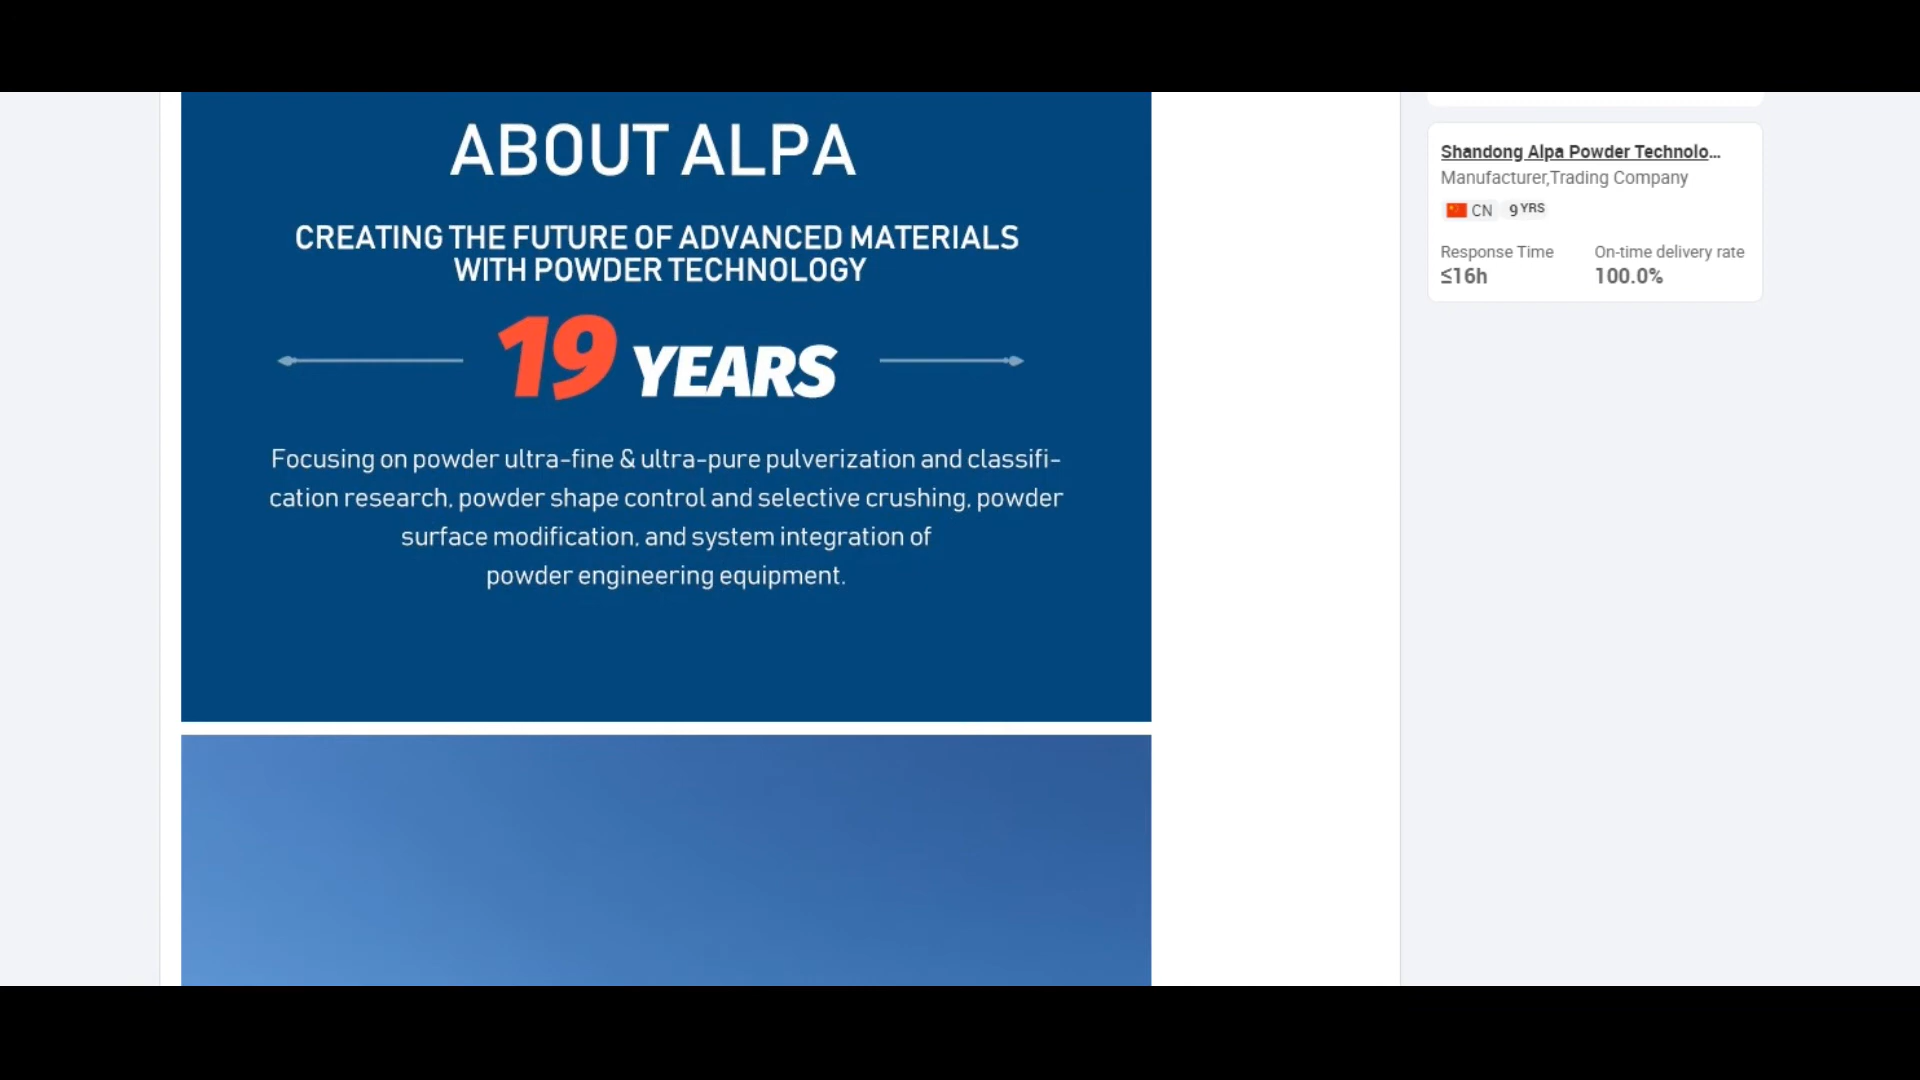 ABOUT ALPA
CREATING THE FUTURE OF ADVANCED MATERIALS
WITH POWDER TECHNOLOGY
19 YEARS
Focusing on powder ultra-fine & ultra-pure pulverization and classifi-
cation research, powder shape control and selective crushing, powder
surface modification, and system integration of
powder engineering equipment.
Shandong Alpa Powder Technolo...
Manufacturer,Trading Company
CN 9 YRS
Response Time On-time delivery rate
≤16h 100.0%